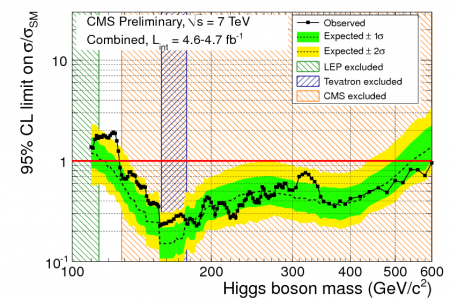 CMS Preliminary, √s = 7 TeV
Combined, Lint = 4.6-4.7 fb-1
Observed
Expected ± 1σ
Expected ± 2σ
LEP excluded
Tevatron excluded
CMS excluded
95% CL limit on σ/σSM
10
1
10-1
100
200
300
400
500
600
Higgs boson mass (GeV/c2)